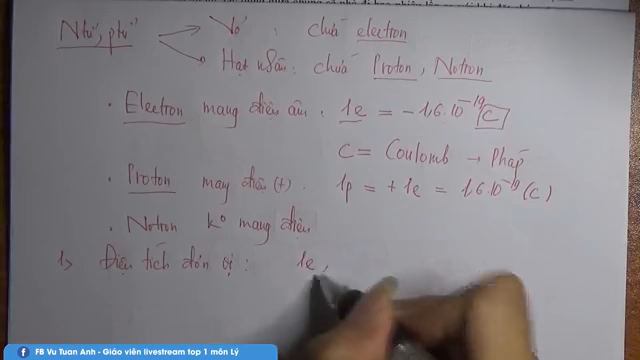 Ntử, ptử Vỏ : chứa electron
Hạt nhân : chứa Proton, Notron
. Electron mang điện âm. 1e = -1,6.10⁻¹⁹ C
C = Coulomb → Pháp
. Proton mang điện (+). 1p = +1e = 1,6.10⁻¹⁹ (C)
. Notron k° mang điện
1> Điện tích đơn vị : 1e,
f FB Vu Tuan Anh - Giáo viên livestream top 1 môn Lý